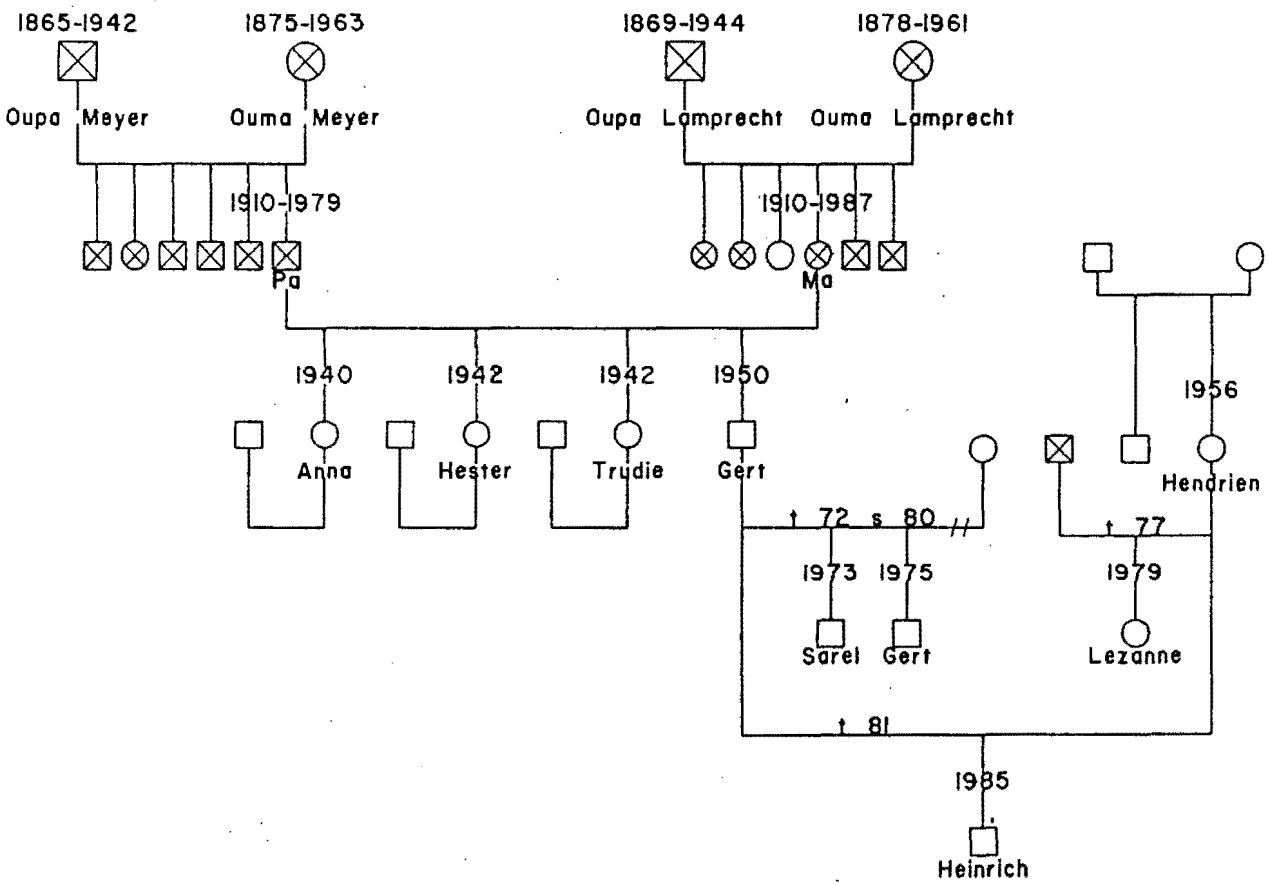 1865-1942 1875-1963 1869-1944 1878-1961
Oupa Meyer Ouma Meyer Oupa Lamprecht Ouma Lamprecht
1910-1979 1910-1987
Pa Ma
1940 1942 1942 1950 1956
Anna Hester Trudie Gert Hendrien
t 72 s 80 t 77
1973 1975 1979
Sarel Gert Lezanne
t 81
1985
Heinrich